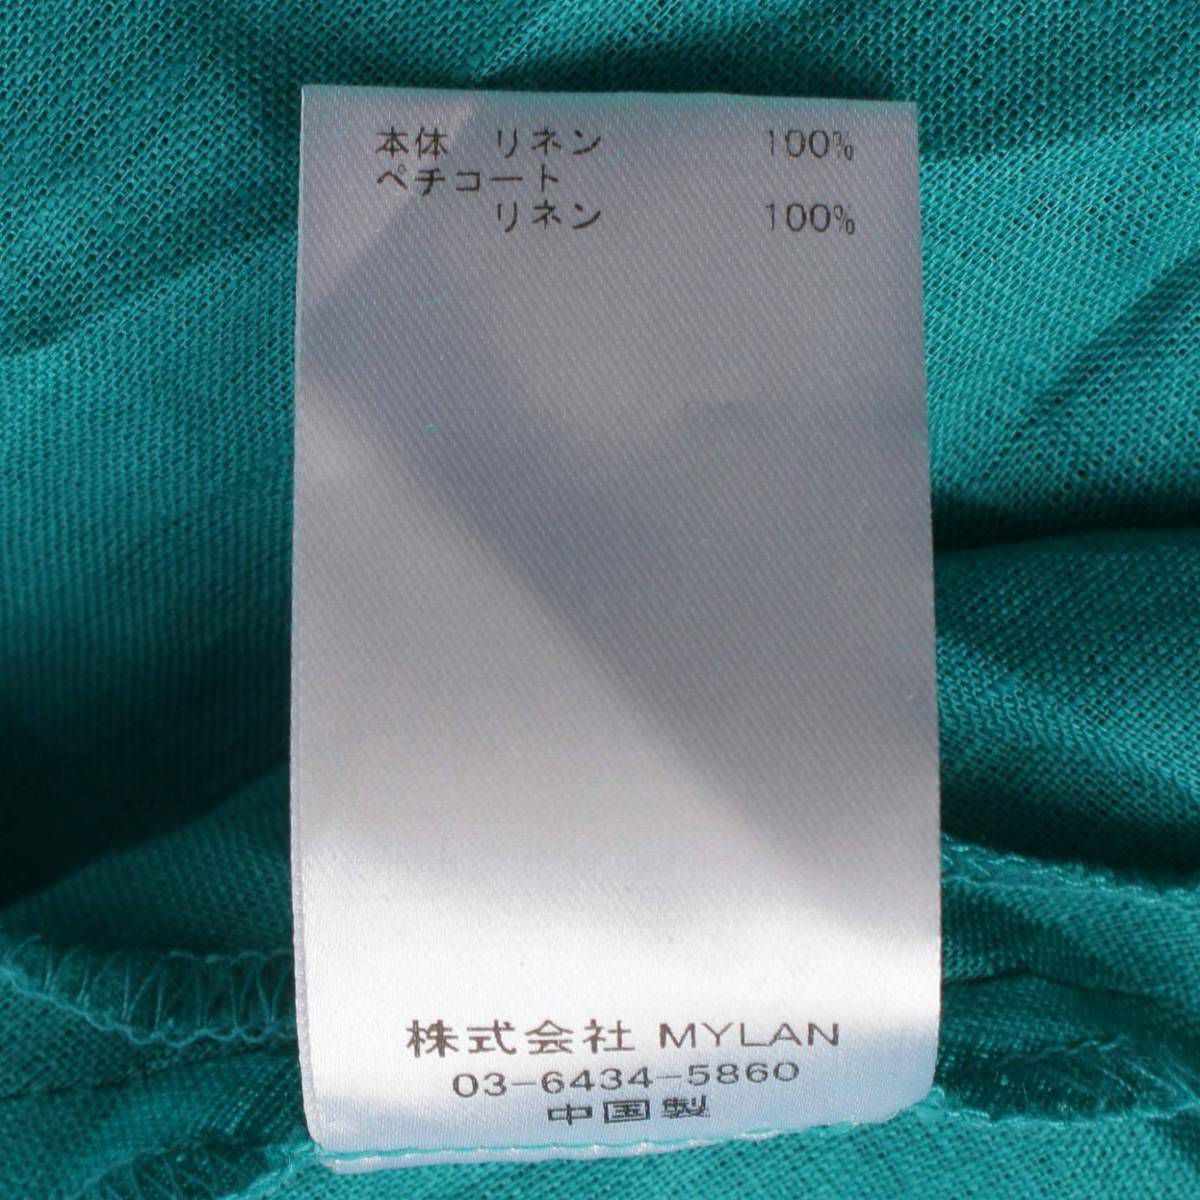 本体 リネン 100%
ペチコート
リネン 100%
株式会社 MYLAN
03-6434-5860
中国製